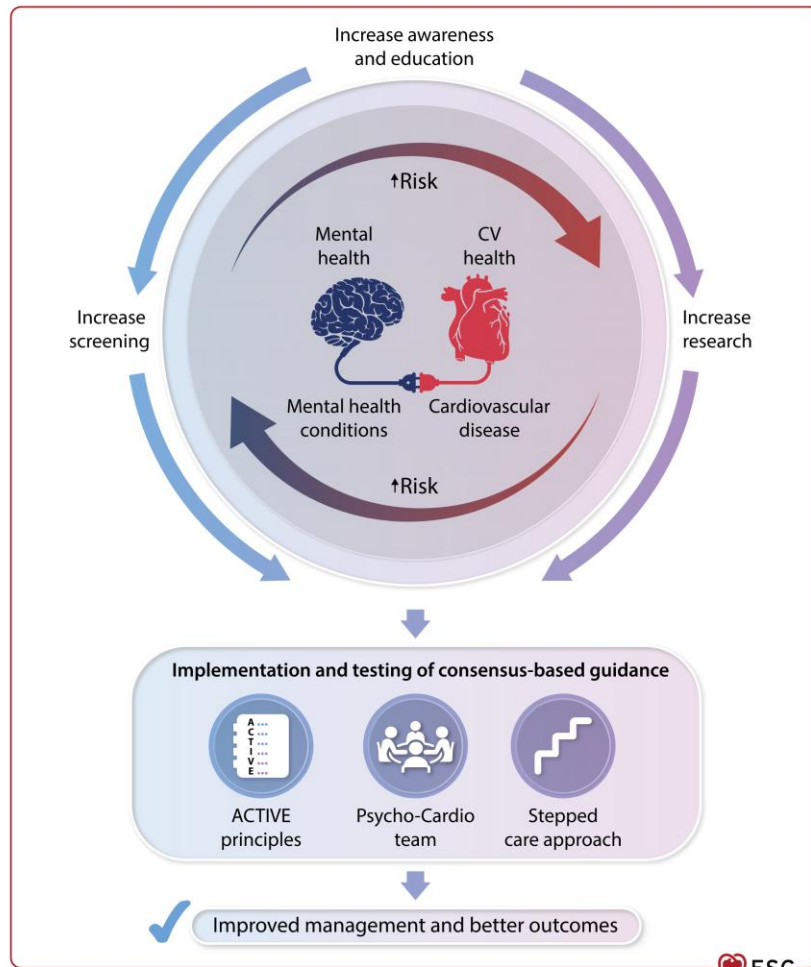 Increase awareness
and education
↑Risk
Mental
health
CV
health
Increase
screening
Increase
research
Mental health
conditions
Cardiovascular
disease
↑Risk
Implementation and testing of consensus-based guidance
A
C
T
I
V
E
ACTIVE
principles
Psycho-Cardio
team
Stepped
care approach
Improved management and better outcomes
ESC